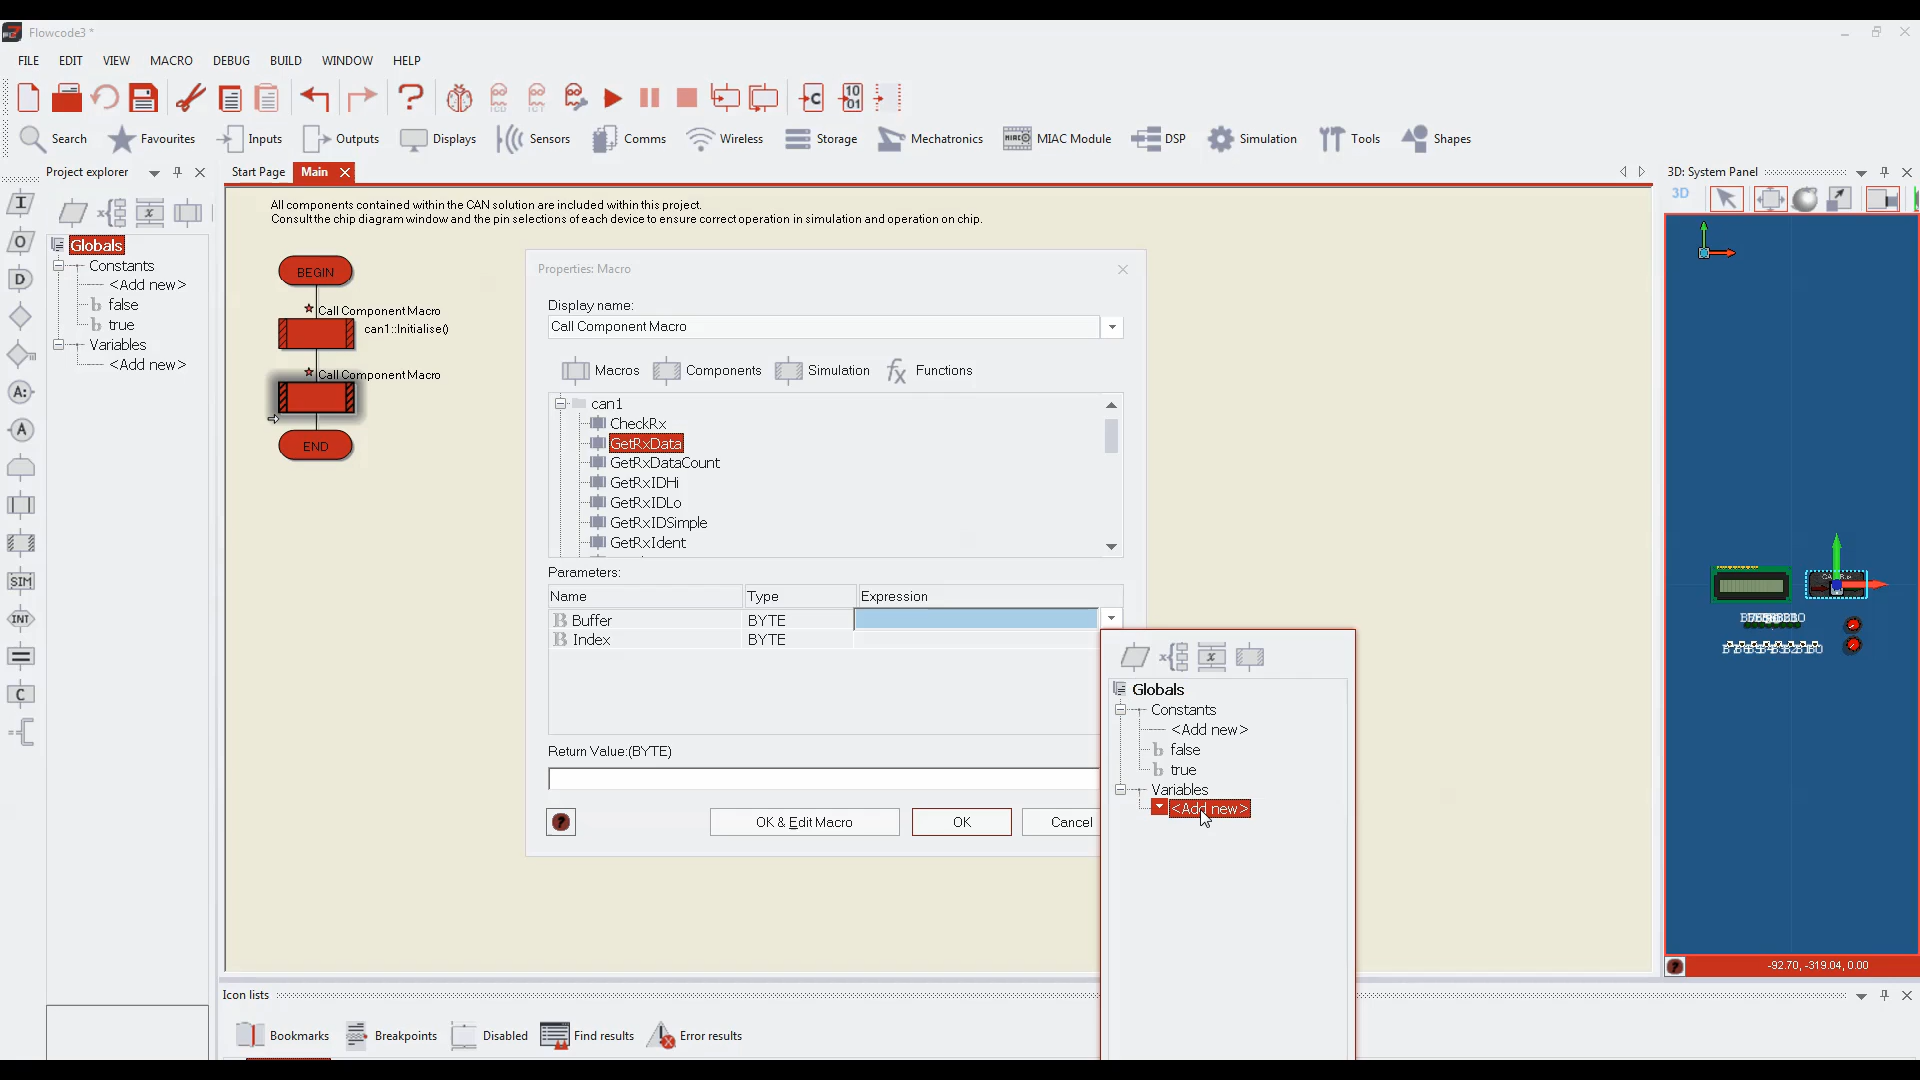 Flowcode3 *
FILE EDIT VIEW MACRO DEBUG BUILD WINDOW HELP
Search Favourites Inputs Outputs Displays Sensors Comms Wireless Storage Mechatronics MIAC Module DSP Simulation Tools Shapes
Project explorer
Start Page Main
3D: System Panel
3D
Globals
Constants
<Add new>
false
true
Variables
<Add new>
All components contained within the CAN solution are included within this project.
Consult the chip diagram window and the pin selections of each device to ensure correct operation in simulation and operation on chip.
BEGIN
Call Component Macro
can1::Initialise()
Call Component Macro
END
Properties: Macro
Display name:
Call Component Macro
Macros Components Simulation Functions
can1
CheckRx
GetRxData
GetRxDataCount
GetRxIDHi
GetRxIDLo
GetRxIDSimple
GetRxIdent
Parameters:
Name Type Expression
Buffer BYTE
Index BYTE
Return Value:(BYTE)
OK & Edit Macro OK Cancel
Globals
Constants
<Add new>
false
true
Variables
<Add new>
-92.70, -319.04, 0.00
Icon lists
Bookmarks Breakpoints Disabled Find results Error results